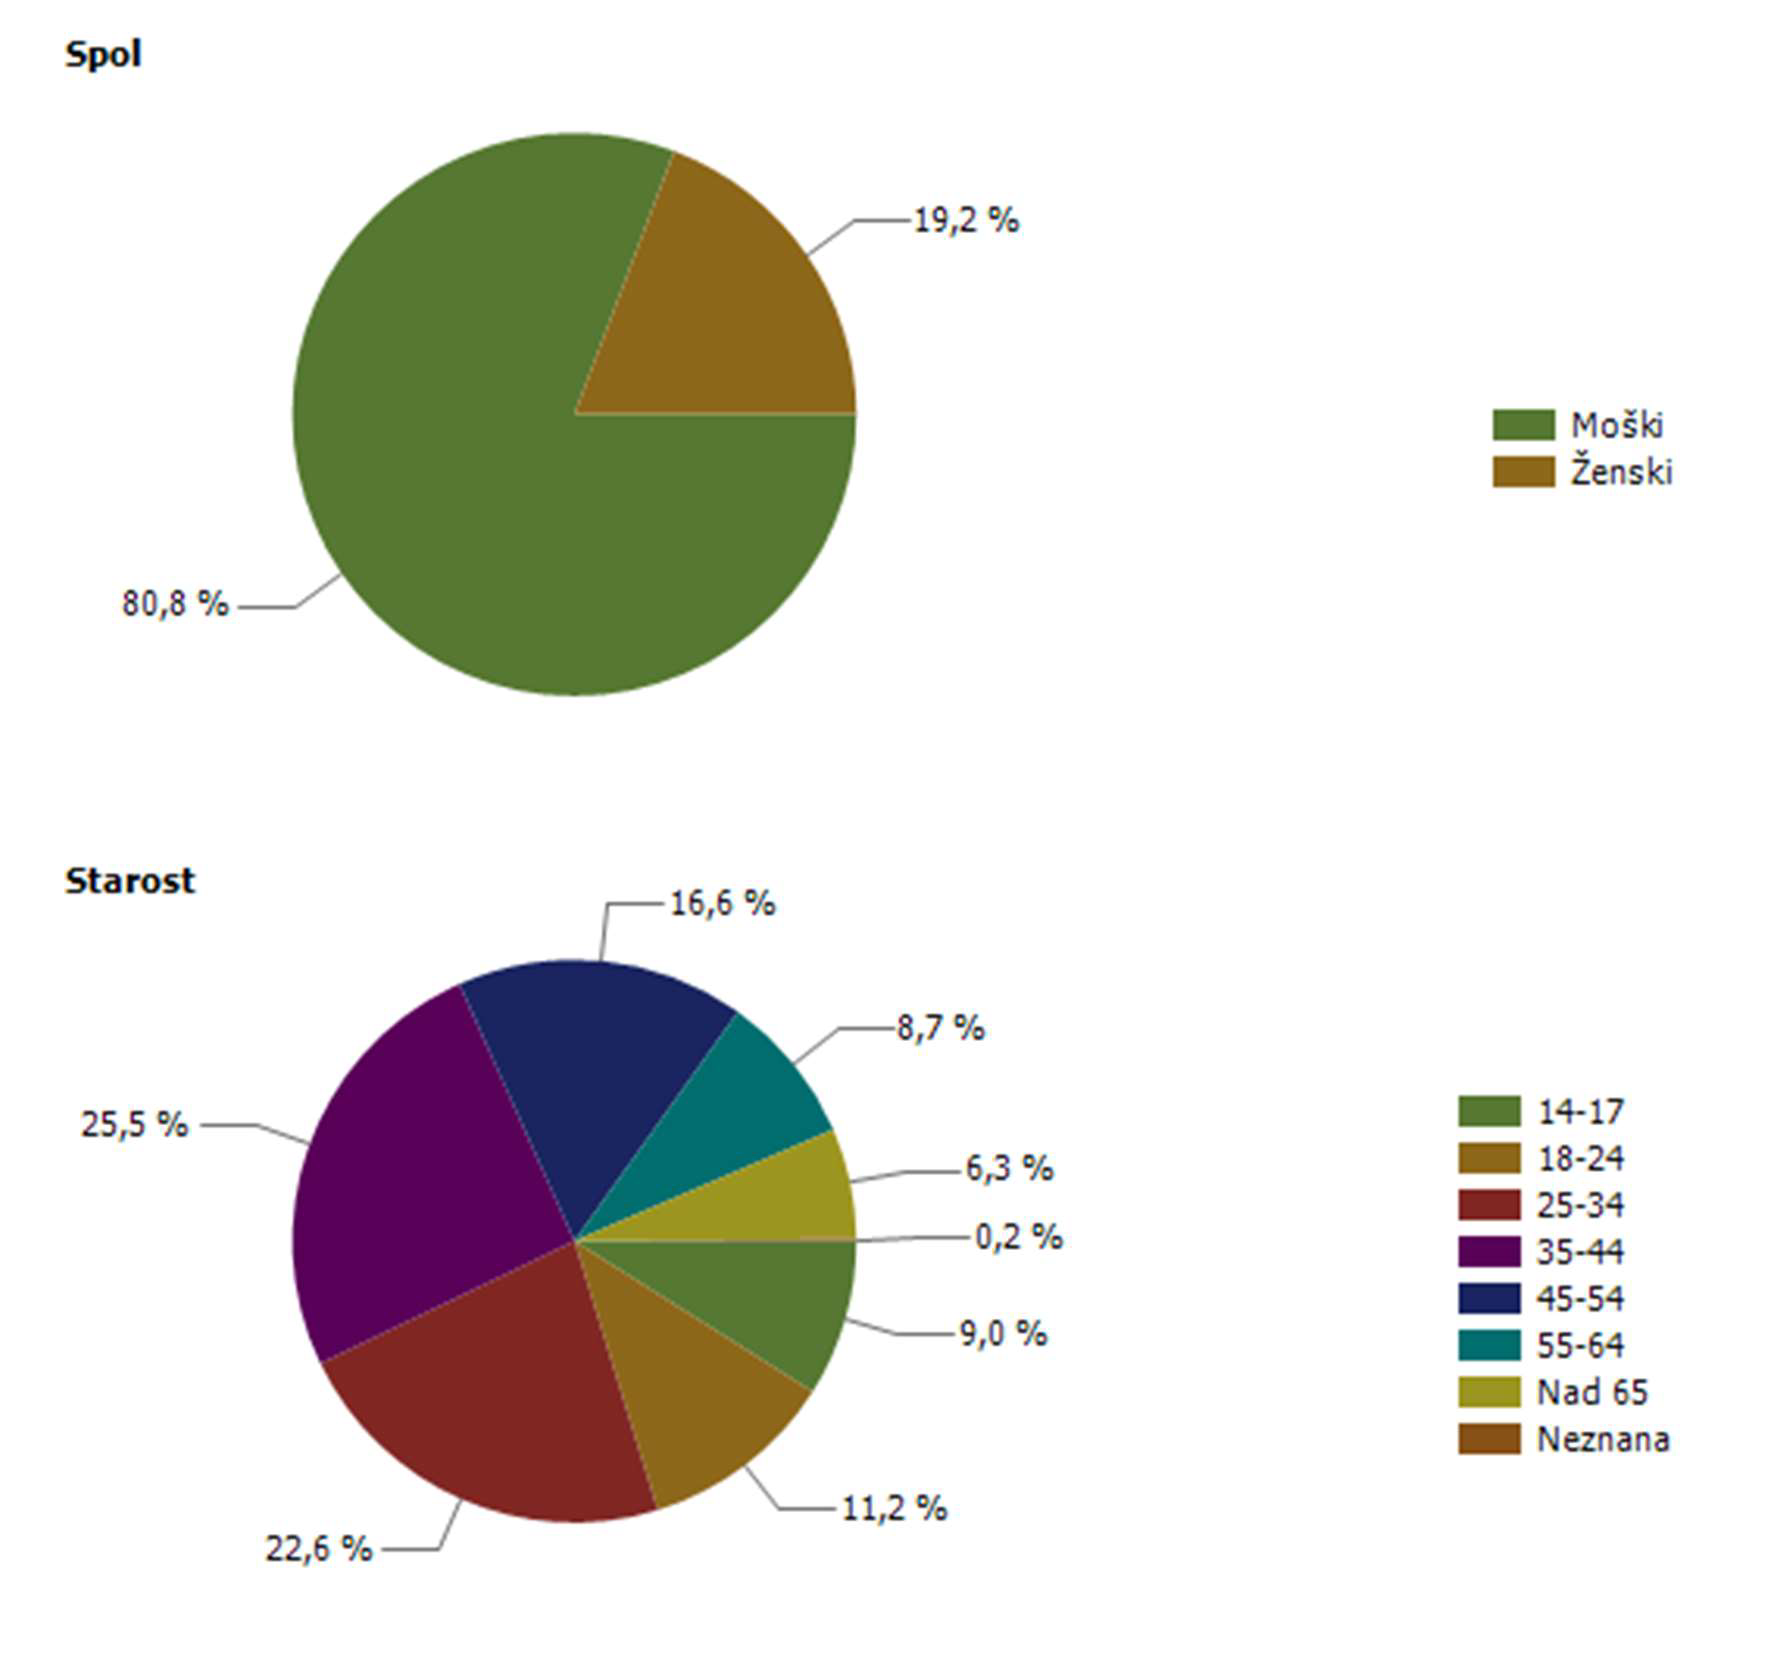 Spol
19,2 %
Moški
Ženski
80,8 %
Starost
16,6 %
8,7 %
25,5 %
6,3 %
0,2 %
9,0 %
11,2 %
22,6 %
14-17
18-24
25-34
35-44
45-54
55-64
Nad 65
Neznana